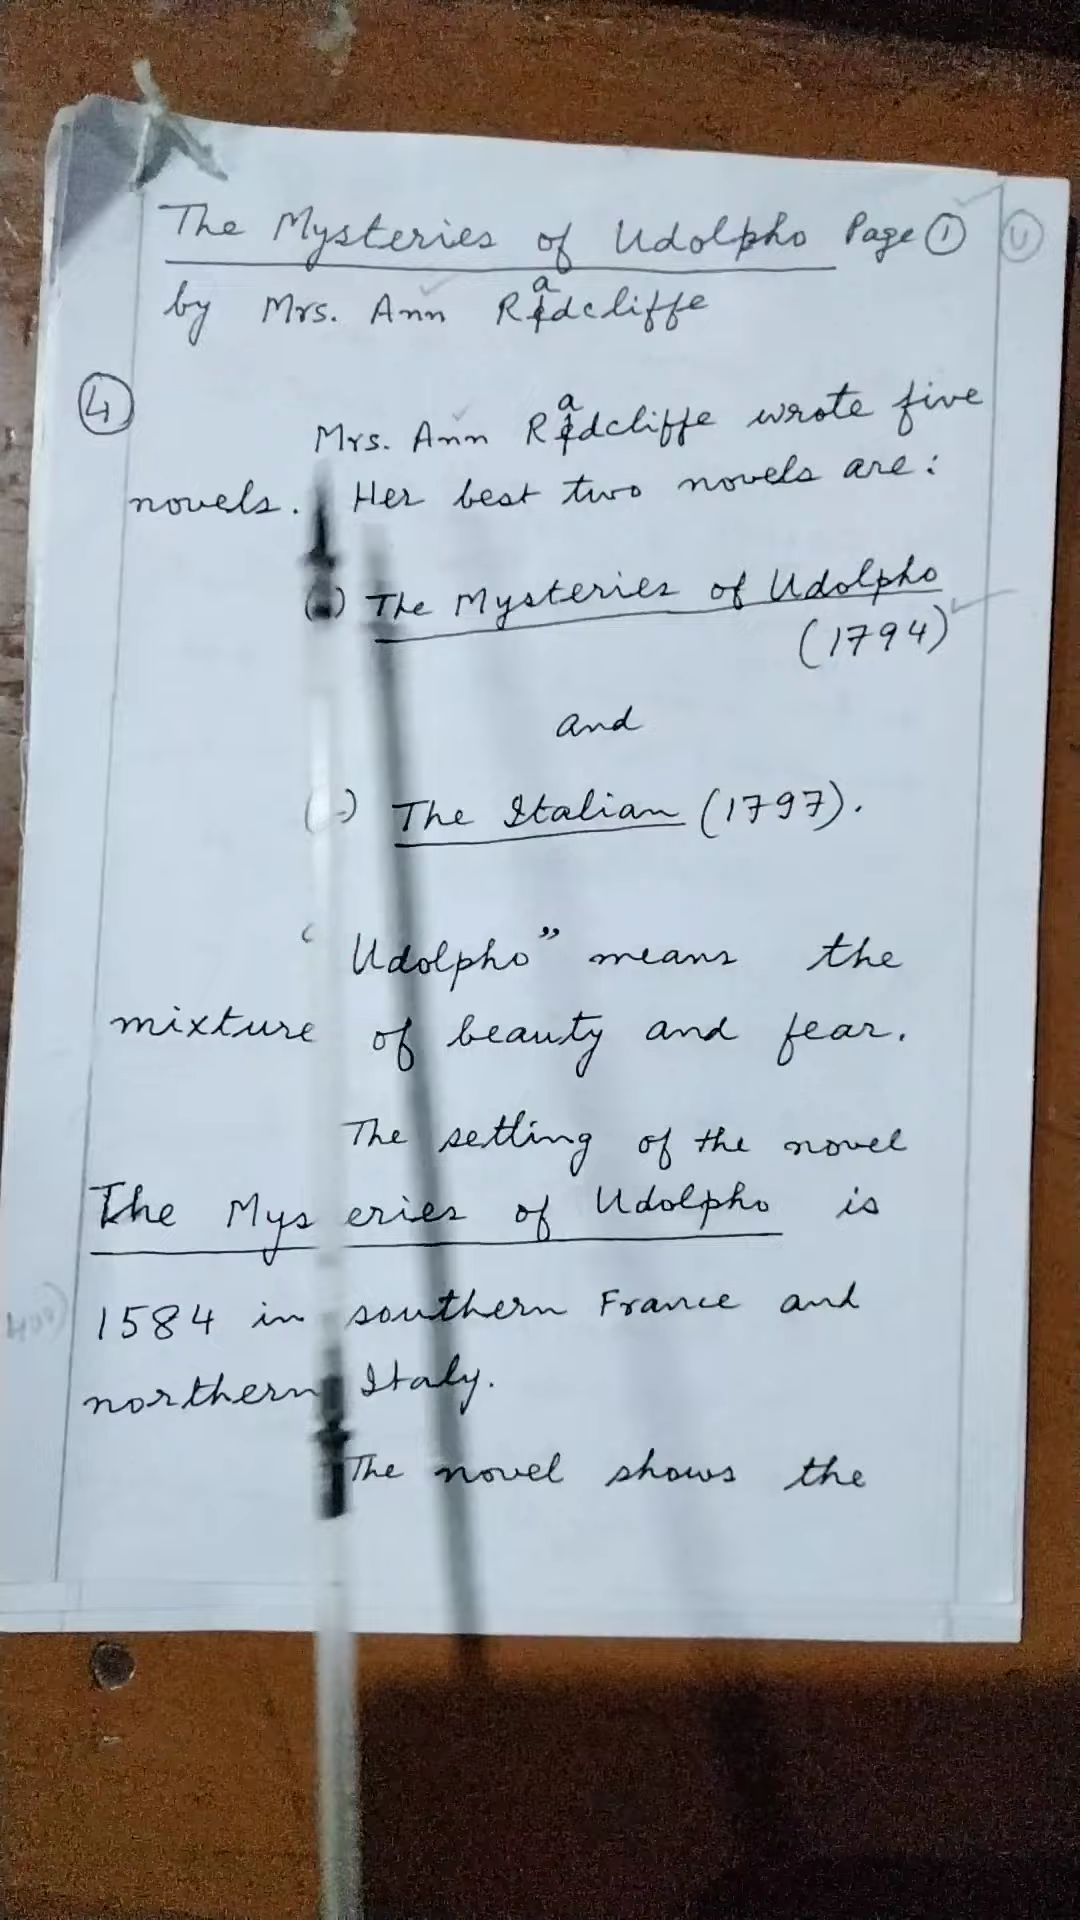 The Mysteries of Udolpho Page ①
by Mrs. Ann Radcliffe
④
Mrs. Ann Radcliffe wrote five
novels. Her best two novels are:
The Mysteries of Udolpho
(1794)
and
The Italian (1797).
"Udolpho" means the
mixture of beauty and fear.
The setting of the novel
The Mys eries of Udolpho is
1584 in southern France and
northern Italy.
The novel shows the